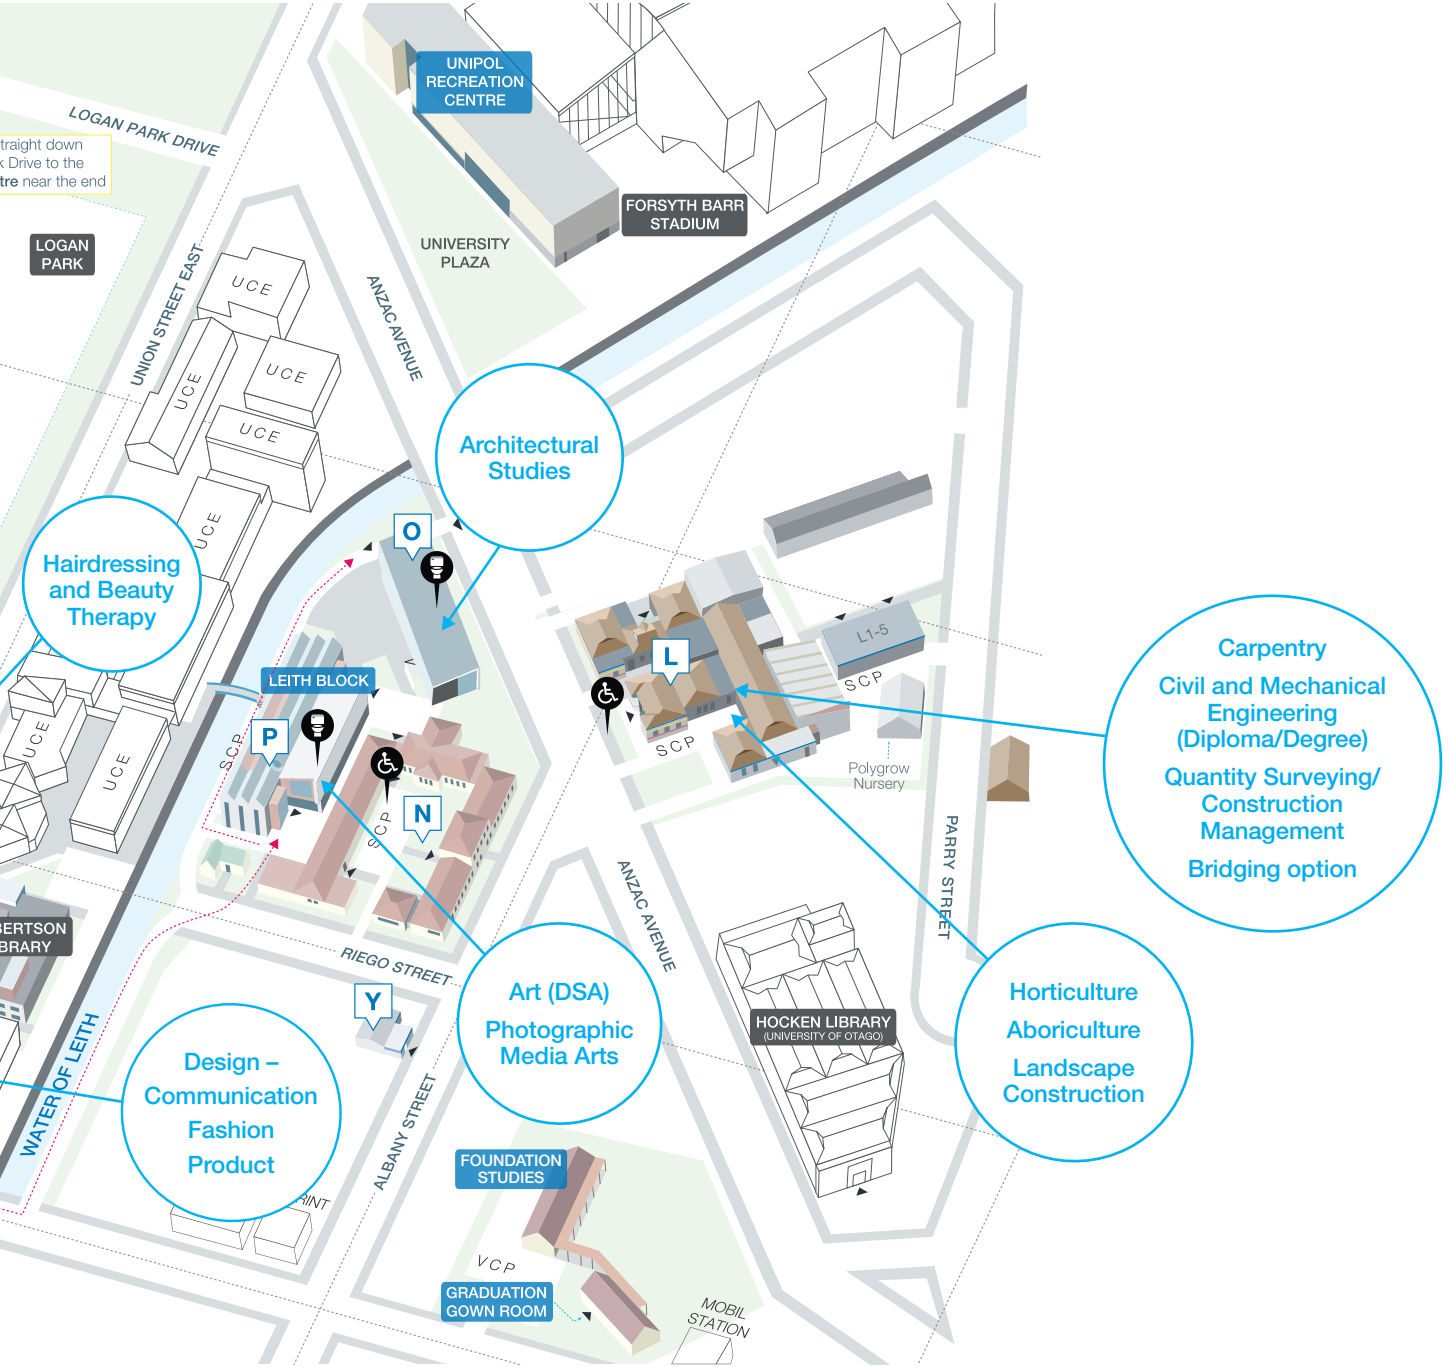 UNIPOL
RECREATION
CENTRE
LOGAN PARK DRIVE
traight down
Drive to the
tre near the end
FORSYTH BARR
STADIUM
LOGAN
PARK
UNIVERSITY
PLAZA
UNION STREET EAST
ANZAC AVENUE
UCE
UCE
UCE
UCE
UCE
UCE
UCE
Architectural
Studies
Hairdressing
and Beauty
Therapy
O
LEITH BLOCK
P
SCP
N
SCP
L
L1-5
SCP
SCP
Polygrow
Nursery
Carpentry
Civil and Mechanical
Engineering
(Diploma/Degree)
Quantity Surveying/
Construction
Management
Bridging option
PARRY STREET
ANZAC AVENUE
BERTSON
BRARY
RIEGO STREET
Y
Art (DSA)
Photographic
Media Arts
HOCKEN LIBRARY
(UNIVERSITY OF OTAGO)
Horticulture
Aboriculture
Landscape
Construction
WATER OF LEITH
Design –
Communication
Fashion
Product
RINT
ALBANY STREET
FOUNDATION
STUDIES
VCP
GRADUATION
GOWN ROOM
MOBIL
STATION